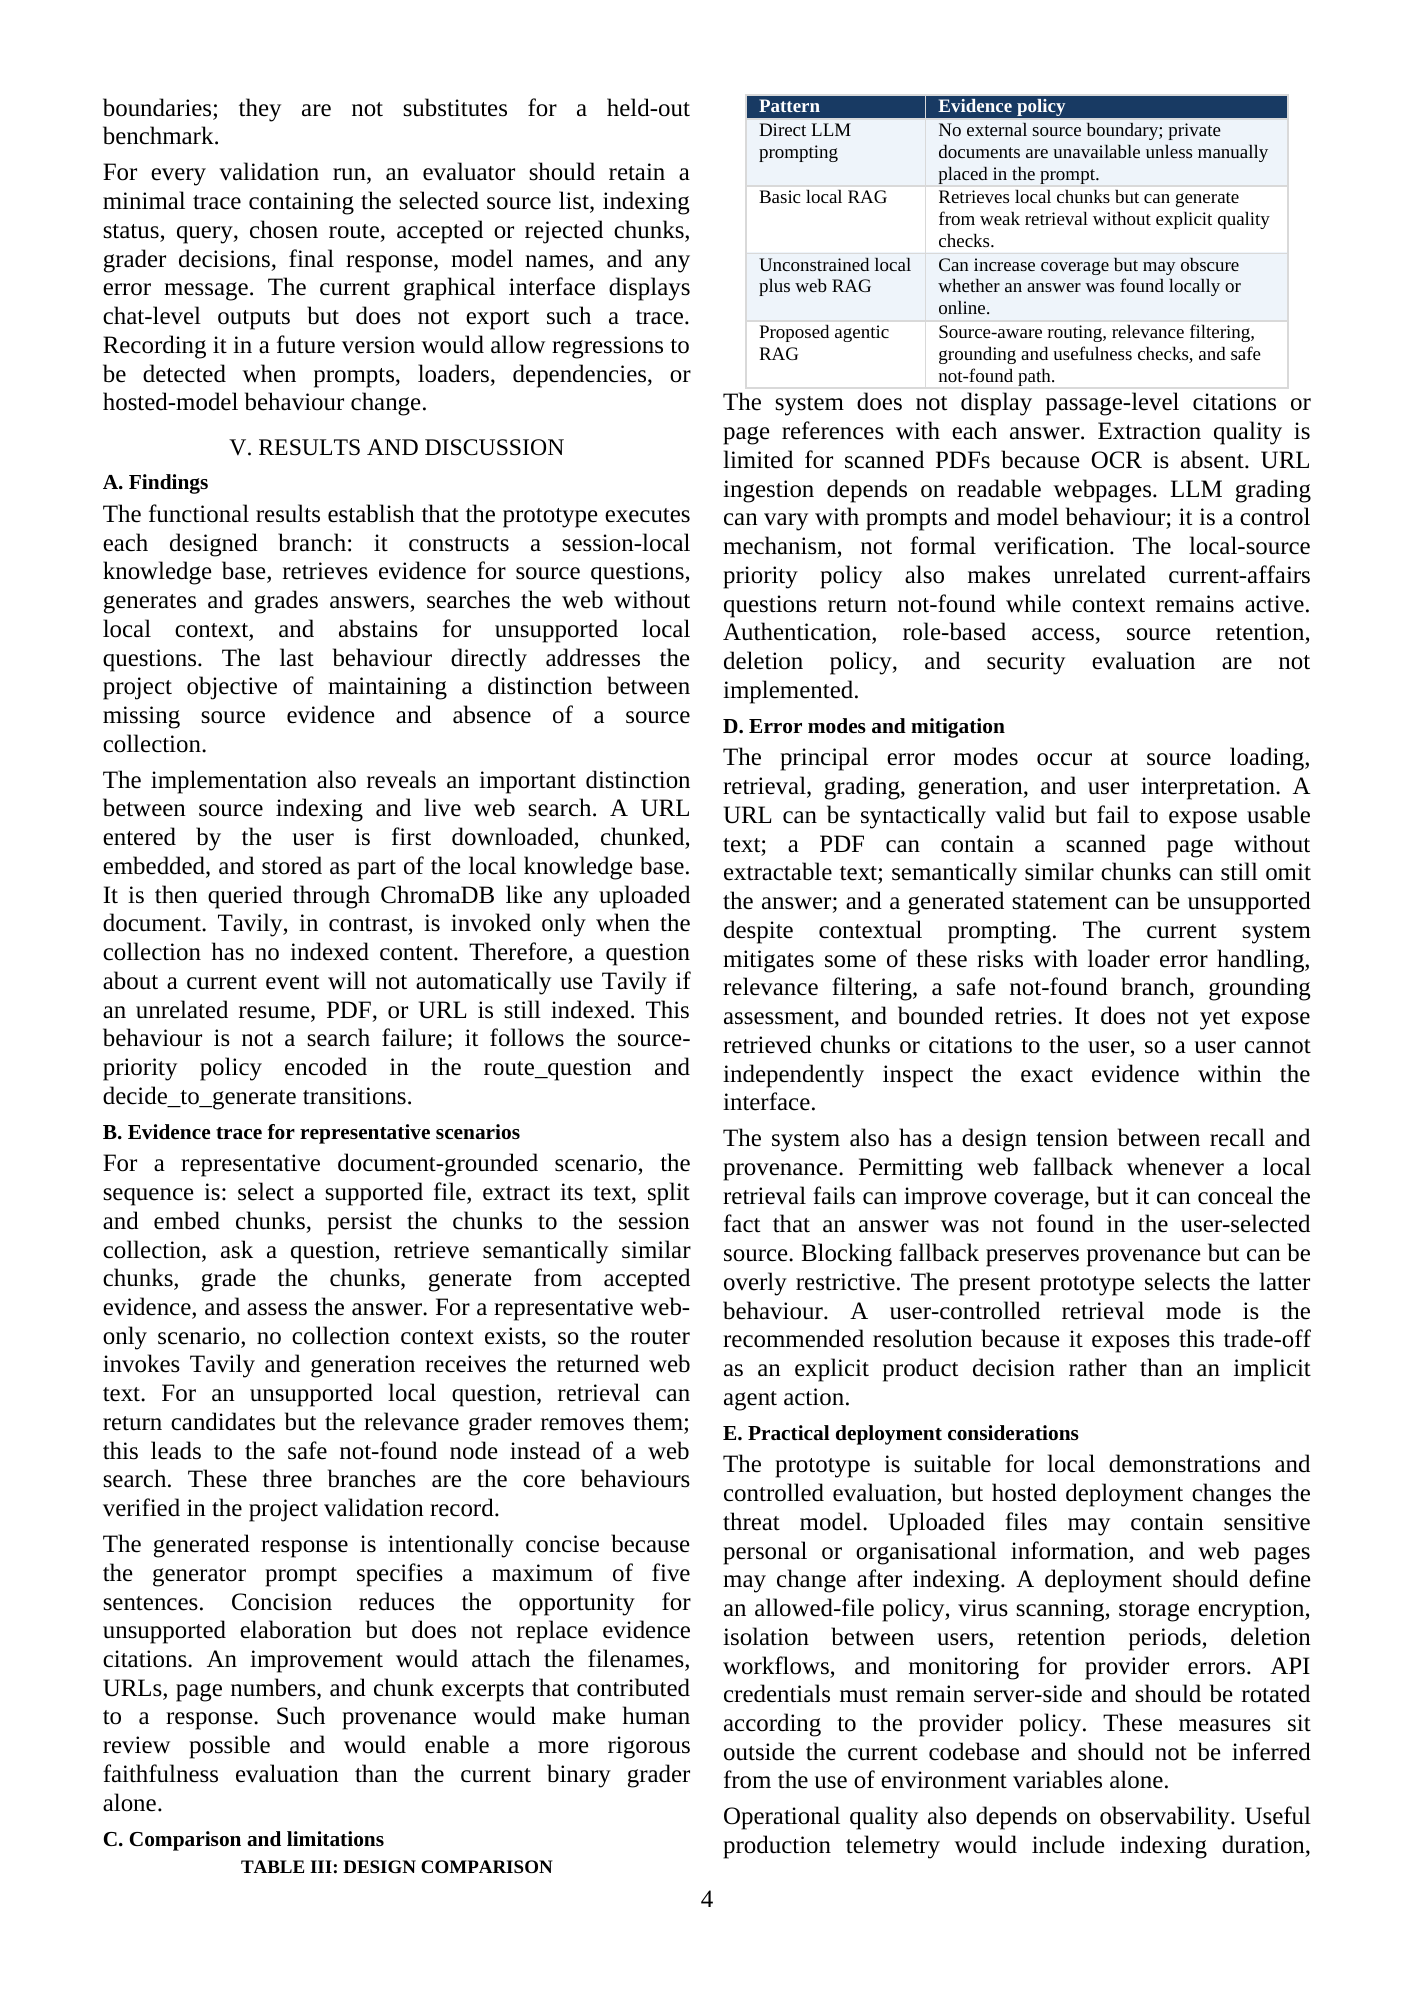 boundaries; they are not substitutes for a held-out
benchmark.
For every validation run, an evaluator should retain a
minimal trace containing the selected source list, indexing
status, query, chosen route, accepted or rejected chunks,
grader decisions, final response, model names, and any
error message. The current graphical interface displays
chat-level outputs but does not export such a trace.
Recording it in a future version would allow regressions to
be detected when prompts, loaders, dependencies, or
hosted-model behaviour change.
V. RESULTS AND DISCUSSION
A. Findings
The functional results establish that the prototype executes
each designed branch: it constructs a session-local
knowledge base, retrieves evidence for source questions,
generates and grades answers, searches the web without
local context, and abstains for unsupported local
questions. The last behaviour directly addresses the
project objective of maintaining a distinction between
missing source evidence and absence of a source
collection.
The implementation also reveals an important distinction
between source indexing and live web search. A URL
entered by the user is first downloaded, chunked,
embedded, and stored as part of the local knowledge base.
It is then queried through ChromaDB like any uploaded
document. Tavily, in contrast, is invoked only when the
collection has no indexed content. Therefore, a question
about a current event will not automatically use Tavily if
an unrelated resume, PDF, or URL is still indexed. This
behaviour is not a search failure; it follows the source-
priority policy encoded in the route_question and
decide_to_generate transitions.
B. Evidence trace for representative scenarios
For a representative document-grounded scenario, the
sequence is: select a supported file, extract its text, split
and embed chunks, persist the chunks to the session
collection, ask a question, retrieve semantically similar
chunks, grade the chunks, generate from accepted
evidence, and assess the answer. For a representative web-
only scenario, no collection context exists, so the router
invokes Tavily and generation receives the returned web
text. For an unsupported local question, retrieval can
return candidates but the relevance grader removes them;
this leads to the safe not-found node instead of a web
search. These three branches are the core behaviours
verified in the project validation record.
The generated response is intentionally concise because
the generator prompt specifies a maximum of five
sentences. Concision reduces the opportunity for
unsupported elaboration but does not replace evidence
citations. An improvement would attach the filenames,
URLs, page numbers, and chunk excerpts that contributed
to a response. Such provenance would make human
review possible and would enable a more rigorous
faithfulness evaluation than the current binary grader
alone.
C. Comparison and limitations
TABLE III: DESIGN COMPARISON
Pattern Evidence policy
Direct LLM prompting No external source boundary; private
documents are unavailable unless manually
placed in the prompt.
Basic local RAG Retrieves local chunks but can generate
from weak retrieval without explicit quality
checks.
Unconstrained local plus web RAG Can increase coverage but may obscure
whether an answer was found locally or
online.
Proposed agentic RAG Source-aware routing, relevance filtering,
grounding and usefulness checks, and safe
not-found path.
The system does not display passage-level citations or
page references with each answer. Extraction quality is
limited for scanned PDFs because OCR is absent. URL
ingestion depends on readable webpages. LLM grading
can vary with prompts and model behaviour; it is a control
mechanism, not formal verification. The local-source
priority policy also makes unrelated current-affairs
questions return not-found while context remains active.
Authentication, role-based access, source retention,
deletion policy, and security evaluation are not
implemented.
D. Error modes and mitigation
The principal error modes occur at source loading,
retrieval, grading, generation, and user interpretation. A
URL can be syntactically valid but fail to expose usable
text; a PDF can contain a scanned page without
extractable text; semantically similar chunks can still omit
the answer; and a generated statement can be unsupported
despite contextual prompting. The current system
mitigates some of these risks with loader error handling,
relevance filtering, a safe not-found branch, grounding
assessment, and bounded retries. It does not yet expose
retrieved chunks or citations to the user, so a user cannot
independently inspect the exact evidence within the
interface.
The system also has a design tension between recall and
provenance. Permitting web fallback whenever a local
retrieval fails can improve coverage, but it can conceal the
fact that an answer was not found in the user-selected
source. Blocking fallback preserves provenance but can be
overly restrictive. The present prototype selects the latter
behaviour. A user-controlled retrieval mode is the
recommended resolution because it exposes this trade-off
as an explicit product decision rather than an implicit
agent action.
E. Practical deployment considerations
The prototype is suitable for local demonstrations and
controlled evaluation, but hosted deployment changes the
threat model. Uploaded files may contain sensitive
personal or organisational information, and web pages
may change after indexing. A deployment should define
an allowed-file policy, virus scanning, storage encryption,
isolation between users, retention periods, deletion
workflows, and monitoring for provider errors. API
credentials must remain server-side and should be rotated
according to the provider policy. These measures sit
outside the current codebase and should not be inferred
from the use of environment variables alone.
Operational quality also depends on observability. Useful
production telemetry would include indexing duration,
4